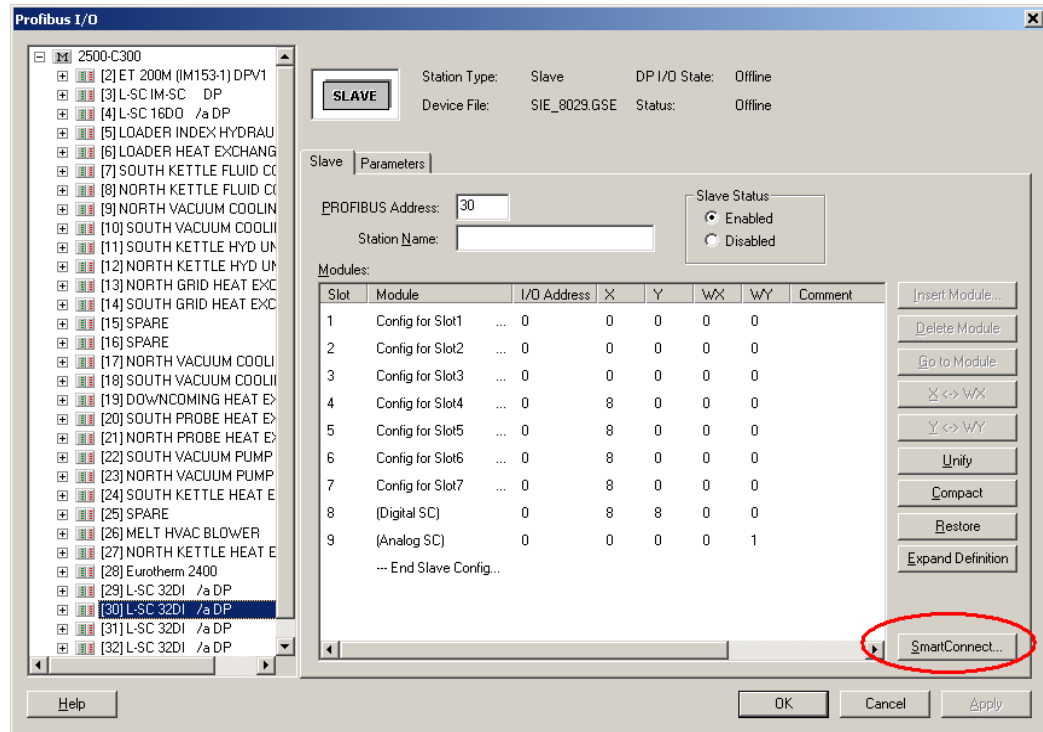 Profibus I/O
2500-C300
[2] ET 200M (IM153-1) DPV1
[3] L-SC IM-SC DP
[4] L-SC 16DO /a DP
[5] LOADER INDEX HYDRAU
[6] LOADER HEAT EXCHANG
[7] SOUTH KETTLE FLUID CO
[8] NORTH KETTLE FLUID CO
[9] NORTH VACUUM COOLIN
[10] SOUTH VACUUM COOLI
[11] SOUTH KETTLE HYD UN
[12] NORTH KETTLE HYD UN
[13] NORTH GRID HEAT EXC
[14] SOUTH GRID HEAT EXC
[15] SPARE
[16] SPARE
[17] NORTH VACUUM COOLI
[18] SOUTH VACUUM COOLI
[19] DOWNCOMING HEAT EX
[20] SOUTH PROBE HEAT EX
[21] NORTH PROBE HEAT EX
[22] SOUTH VACUUM PUMP
[23] NORTH VACUUM PUMP
[24] SOUTH KETTLE HEAT E
[25] SPARE
[26] MELT HVAC BLOWER
[27] NORTH KETTLE HEAT E
[28] Eurotherm 2400
[29] L-SC 32DI /a DP
[30] L-SC 32DI /a DP
[31] L-SC 32DI /a DP
[32] L-SC 32DI /a DP
SLAVE
Station Type: Slave DP I/O State: Offline
Device File: SIE_8029.GSE Status: Offline
Slave Parameters
PROFIBUS Address: 30
Station Name:
Slave Status
Enabled
Disabled
Modules:
Slot Module I/O Address X Y WX WY Comment
1 Config for Slot1 ... 0 0 0 0 0
2 Config for Slot2 ... 0 0 0 0 0
3 Config for Slot3 ... 0 0 0 0 0
4 Config for Slot4 ... 0 8 0 0 0
5 Config for Slot5 ... 0 8 0 0 0
6 Config for Slot6 ... 0 8 0 0 0
7 Config for Slot7 ... 0 8 0 0 0
8 (Digital SC) 0 8 8 0 0
9 (Analog SC) 0 0 0 0 1
--- End Slave Config...
Insert Module...
Delete Module
Go to Module
X <-> WX
Y <-> WY
Unify
Compact
Restore
Expand Definition
SmartConnect...
Help OK Cancel Apply